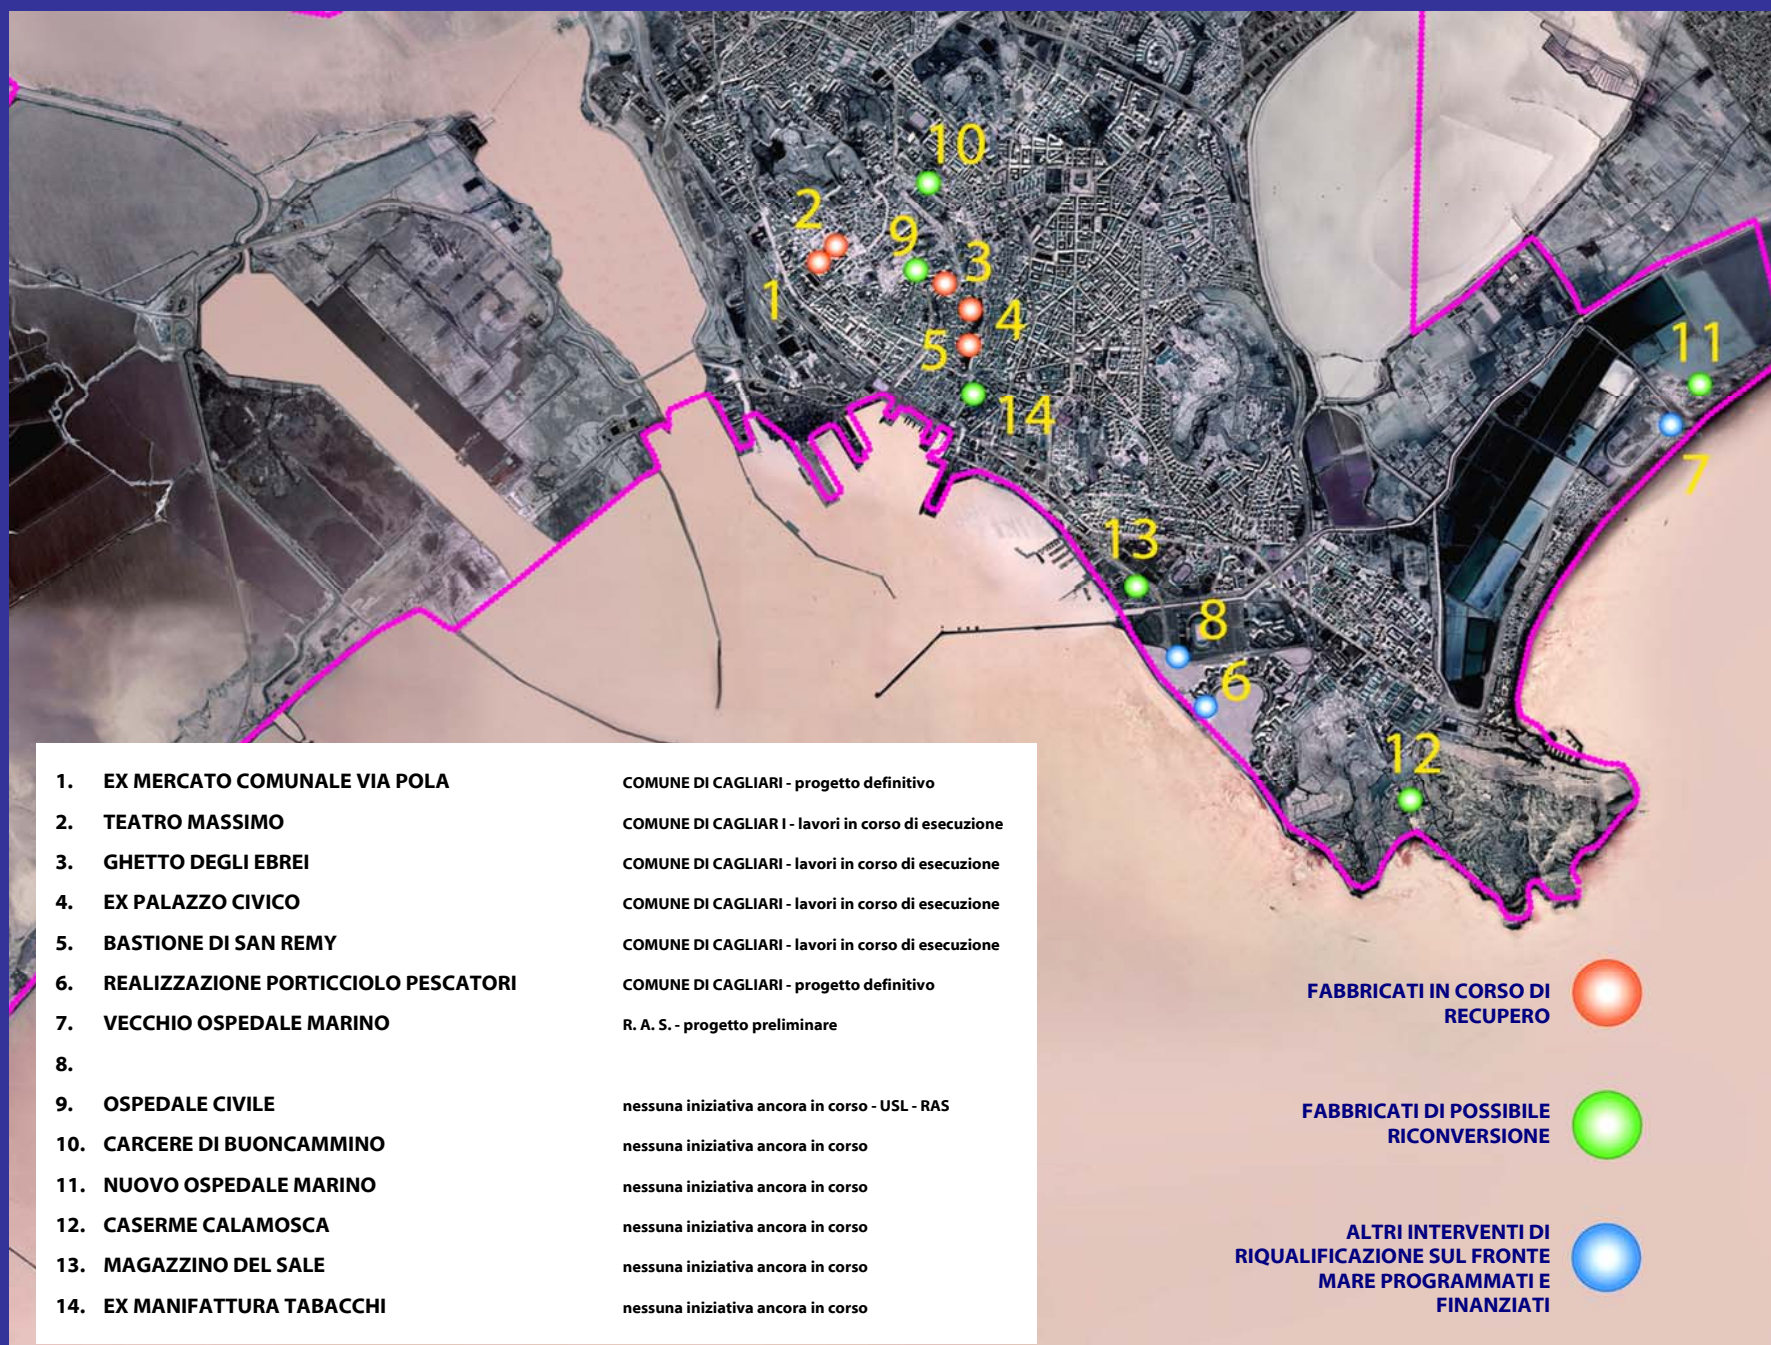 10
2
9
3
1
4
5
11
14
7
13
8
6
12
1. EX MERCATO COMUNALE VIA POLA COMUNE DI CAGLIARI - progetto definitivo
2. TEATRO MASSIMO COMUNE DI CAGLIAR I - lavori in corso di esecuzione
3. GHETTO DEGLI EBREI COMUNE DI CAGLIARI - lavori in corso di esecuzione
4. EX PALAZZO CIVICO COMUNE DI CAGLIARI - lavori in corso di esecuzione
5. BASTIONE DI SAN REMY COMUNE DI CAGLIARI - lavori in corso di esecuzione
6. REALIZZAZIONE PORTICCIOLO PESCATORI COMUNE DI CAGLIARI - progetto definitivo
7. VECCHIO OSPEDALE MARINO R. A. S. - progetto preliminare
8.
9. OSPEDALE CIVILE nessuna iniziativa ancora in corso - USL - RAS
10. CARCERE DI BUONCAMMINO nessuna iniziativa ancora in corso
11. NUOVO OSPEDALE MARINO nessuna iniziativa ancora in corso
12. CASERME CALAMOSCA nessuna iniziativa ancora in corso
13. MAGAZZINO DEL SALE nessuna iniziativa ancora in corso
14. EX MANIFATTURA TABACCHI nessuna iniziativa ancora in corso
FABBRICATI IN CORSO DI
RECUPERO
FABBRICATI DI POSSIBILE
RICONVERSIONE
ALTRI INTERVENTI DI
RIQUALIFICAZIONE SUL FRONTE
MARE PROGRAMMATI E
FINANZIATI